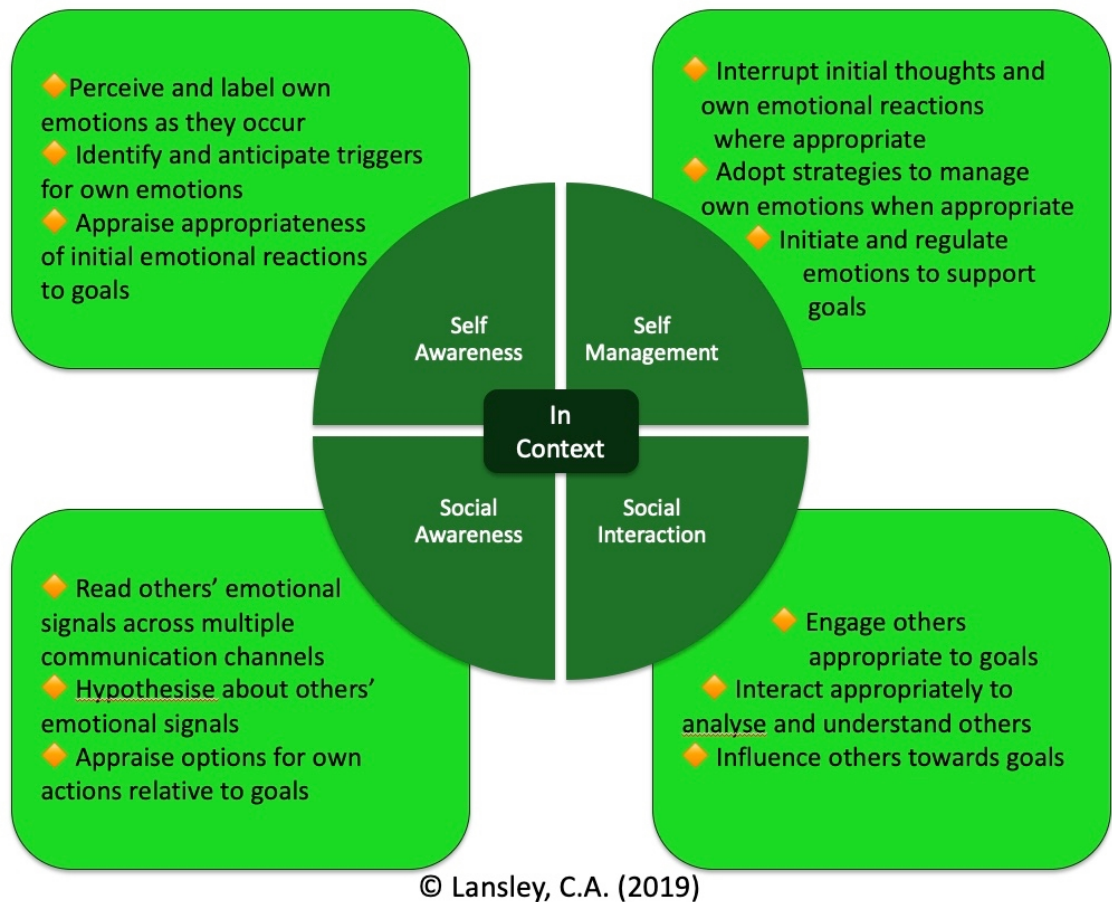 🔶Perceive and label own
emotions as they occur
🔶 Identify and anticipate triggers
for own emotions
🔶 Appraise appropriateness
of initial emotional reactions
to goals
🔶 Interrupt initial thoughts and
own emotional reactions
where appropriate
🔶 Adopt strategies to manage
own emotions when appropriate
🔶 Initiate and regulate
emotions to support
goals
Self
Awareness
Self
Management
In
Context
Social
Awareness
Social
Interaction
🔶 Read others’ emotional
signals across multiple
communication channels
🔶 Hypothesise about others’
emotional signals
🔶 Appraise options for own
actions relative to goals
🔶 Engage others
appropriate to goals
🔶 Interact appropriately to
analyse and understand others
🔶 Influence others towards goals
© Lansley, C.A. (2019)